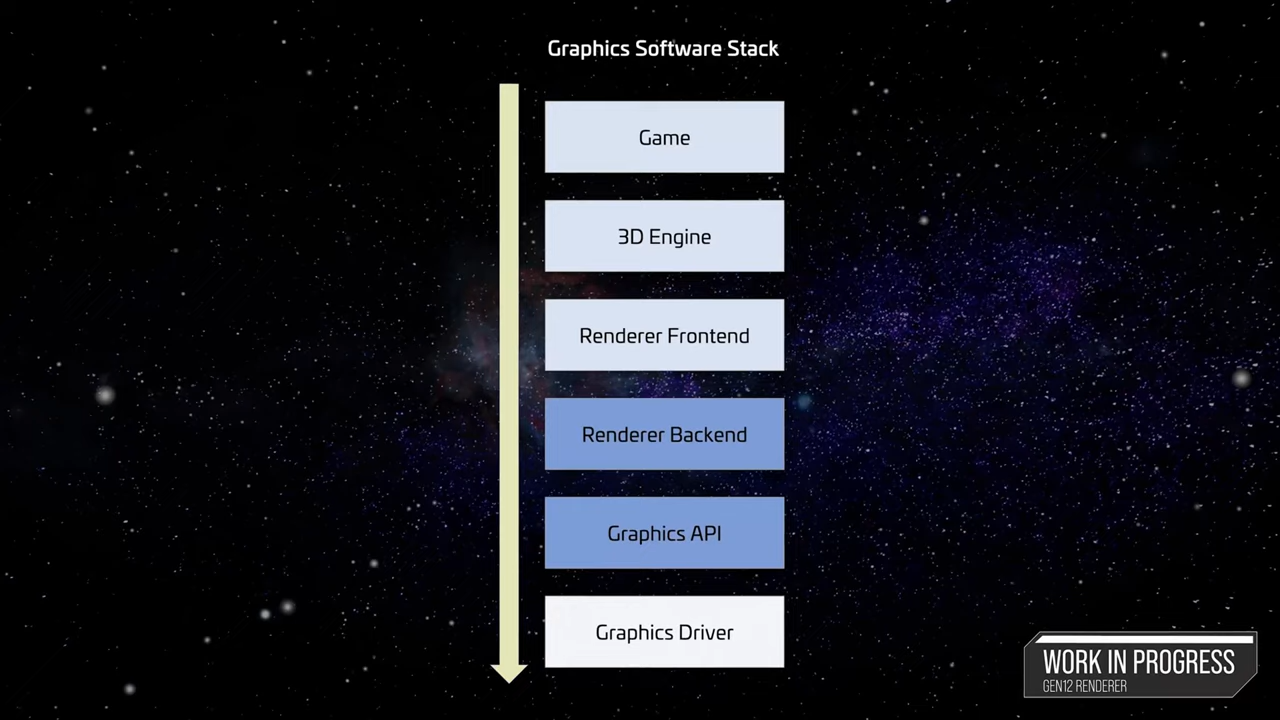 Graphics Software Stack
Game
3D Engine
Renderer Frontend
Renderer Backend
Graphics API
Graphics Driver
WORK IN PROGRESS
GEN12 RENDERER